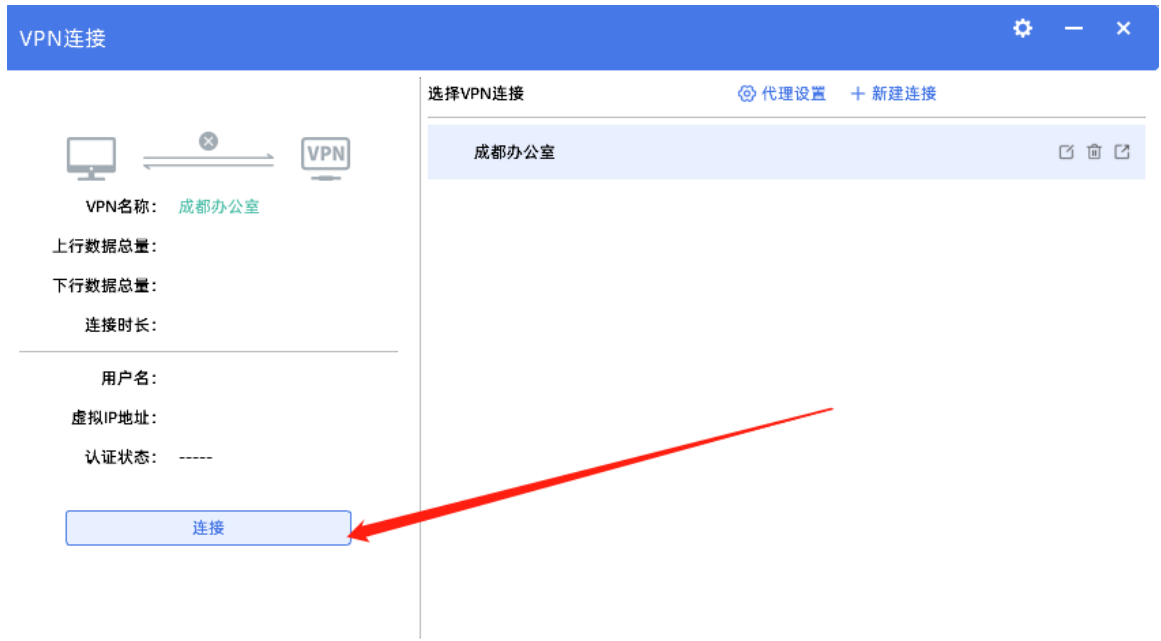 VPN连接
VPN
VPN名称： 成都办公室
上行数据总量：
下行数据总量：
连接时长：
用户名：
虚拟IP地址：
认证状态： -----
连接
选择VPN连接 代理设置 + 新建连接
成都办公室